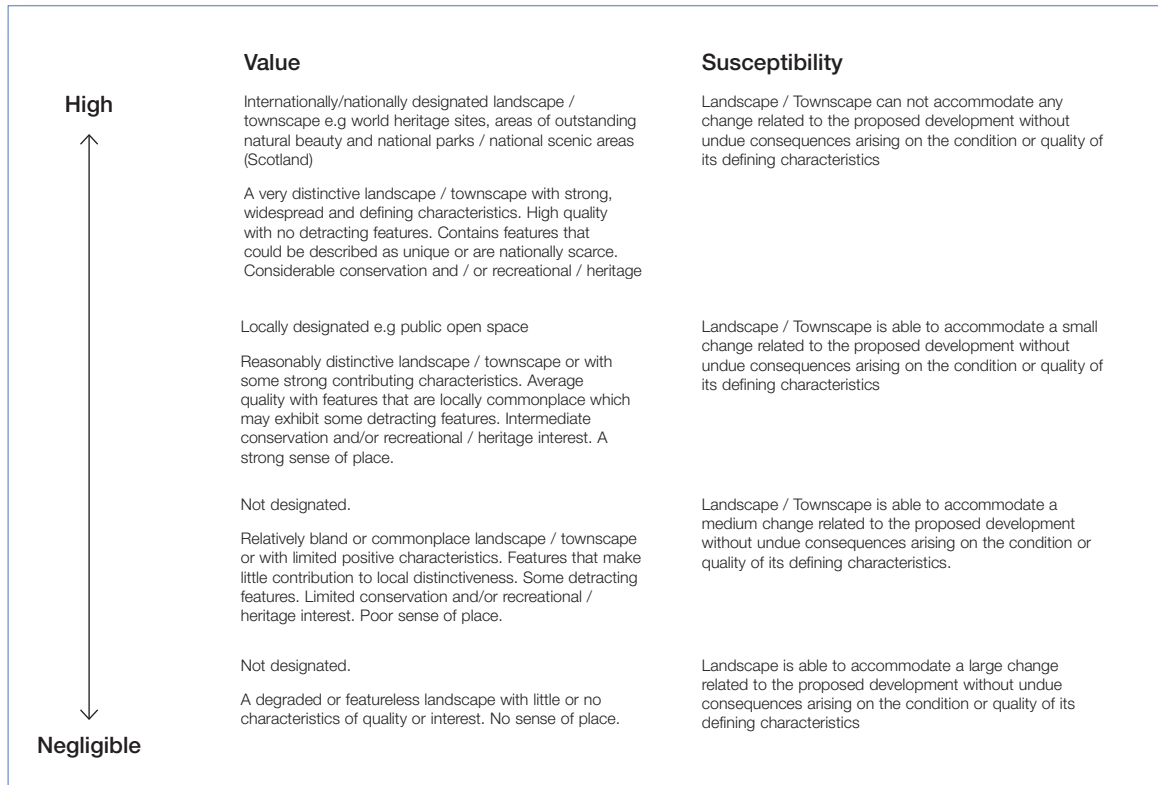 Value
Susceptibility
High
Internationally/nationally designated landscape /
townscape e.g world heritage sites, areas of outstanding
natural beauty and national parks / national scenic areas
(Scotland)
A very distinctive landscape / townscape with strong,
widespread and defining characteristics. High quality
with no detracting features. Contains features that
could be described as unique or are nationally scarce.
Considerable conservation and / or recreational / heritage
Landscape / Townscape can not accommodate any
change related to the proposed development without
undue consequences arising on the condition or quality of
its defining characteristics
Locally designated e.g public open space
Reasonably distinctive landscape / townscape or with
some strong contributing characteristics. Average
quality with features that are locally commonplace which
may exhibit some detracting features. Intermediate
conservation and/or recreational / heritage interest. A
strong sense of place.
Landscape / Townscape is able to accommodate a small
change related to the proposed development without
undue consequences arising on the condition or quality of
its defining characteristics
Not designated.
Relatively bland or commonplace landscape / townscape
or with limited positive characteristics. Features that make
little contribution to local distinctiveness. Some detracting
features. Limited conservation and/or recreational /
heritage interest. Poor sense of place.
Landscape / Townscape is able to accommodate a
medium change related to the proposed development
without undue consequences arising on the condition or
quality of its defining characteristics.
Not designated.
A degraded or featureless landscape with little or no
characteristics of quality or interest. No sense of place.
Landscape is able to accommodate a large change
related to the proposed development without undue
consequences arising on the condition or quality of its
defining characteristics
Negligible